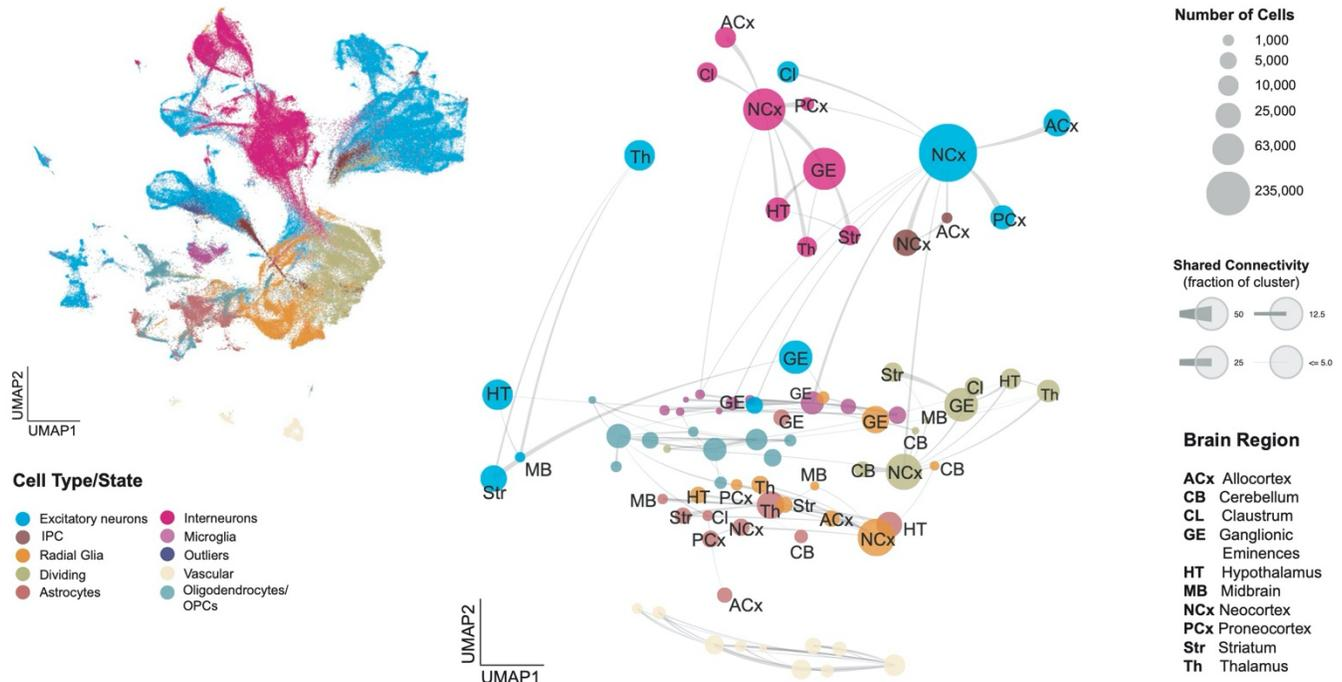 UMAP2
UMAP1
Cell Type/State
Excitatory neurons
IPC
Radial Glia
Dividing
Astrocytes
Interneurons
Microglia
Outliers
Vascular
Oligodendrocytes/
OPCs
ACx
Cl
Cl
NCx
PCx
ACx
Th
NCx
GE
HT
PCx
Str
ACx
NCx
Th
GE
Str
HT
Cl
HT
Th
GE
GE
GE
GE
GE
MB
CB
MB
CB
NCx
CB
Str
MB
Th
MB
HT
PCx
Str
Th
Str
Cl
ACx
NCx
HT
PCx
CB
NCx
ACx
UMAP2
UMAP1
Number of Cells
1,000
5,000
10,000
25,000
63,000
235,000
Shared Connectivity
(fraction of cluster)
50
12.5
25
<= 5.0
Brain Region
ACx Allocortex
CB Cerebellum
CL Claustrum
GE Ganglionic
Eminences
HT Hypothalamus
MB Midbrain
NCx Neocortex
PCx Proneocortex
Str Striatum
Th Thalamus